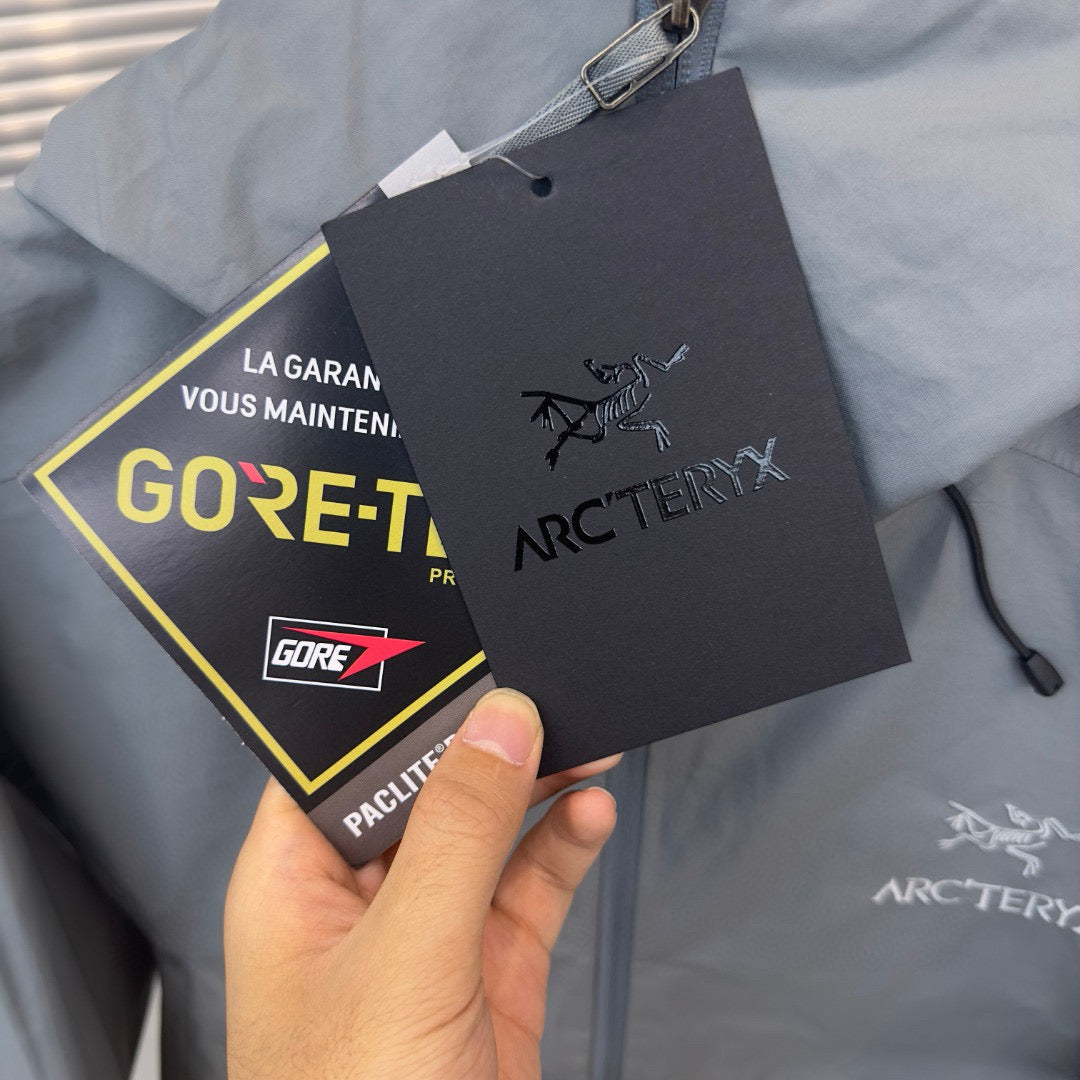 LA GARAN
VOUS MAINTENI
GORE-TE
PR
GORE
PACLITE®
ARC'TERYX
ARC'TERYX